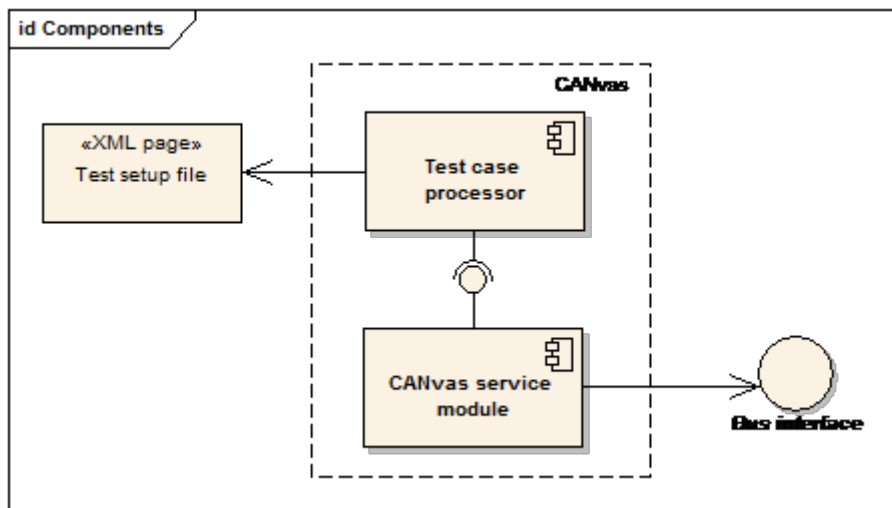 id Components
CANvas
«XML page»
Test setup file
Test case
processor
CANvas service
module
Bus interface